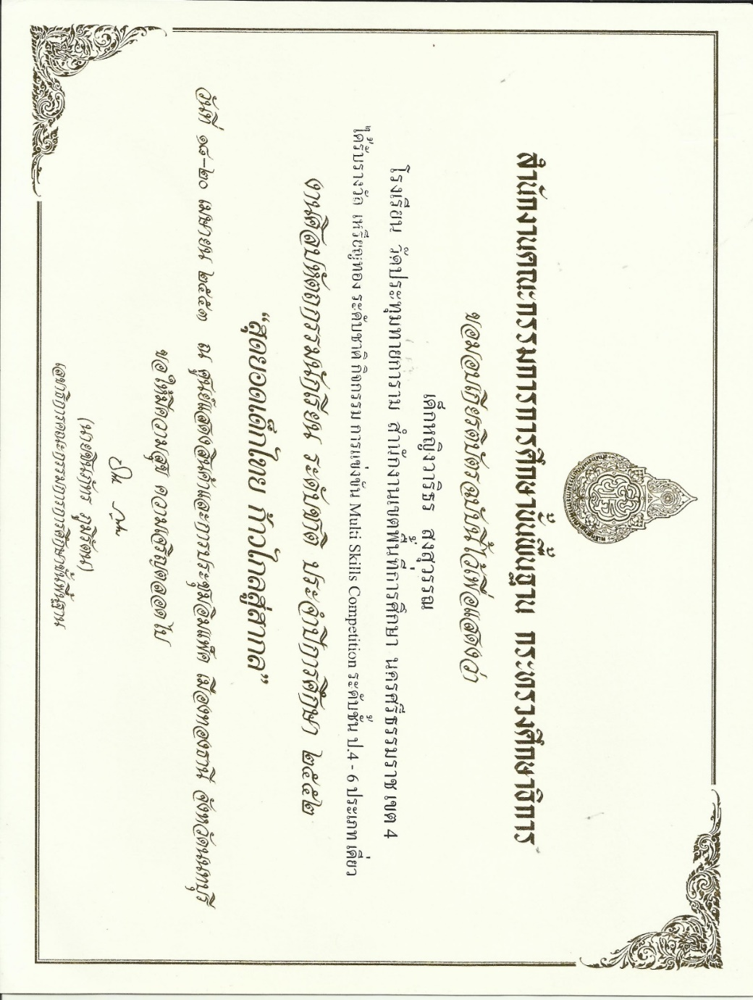 สำนักงานคณะกรรมการการศึกษาขั้นพื้นฐาน กระทรวงศึกษาธิการ
ขอมอบเกียรติบัตรฉบับนี้ไว้เพื่อแสดงว่า
เด็กหญิงวาริธร สงสุวรรณ
โรงเรียน วัดประทุมทายการาม สำนักงานเขตพื้นที่การศึกษา นครศรีธรรมราช เขต 4
ได้รับรางวัล เหรียญทอง ระดับชาติ กิจกรรม การแข่งขัน Multi Skills Competition ระดับชั้น ป.4 - 6 ประเภท เดี่ยว
งานศิลปหัตถกรรมนักเรียน ระดับชาติ ประจำปีการศึกษา ๒๕๕๒
“สุดยอดเด็กไทย ก้าวไกลสู่สากล”
วันที่ ๑๘-๒๐ เมษายน ๒๕๕๓ ณ ศูนย์แสดงสินค้าและการประชุมอิมแพ็ค เมืองทองธานี จังหวัดนนทบุรี
ขอให้มีความสุข ความเจริญตลอดไป
(นายชินภัทร ภูมิรัตน)
เลขาธิการคณะกรรมการการศึกษาขั้นพื้นฐาน